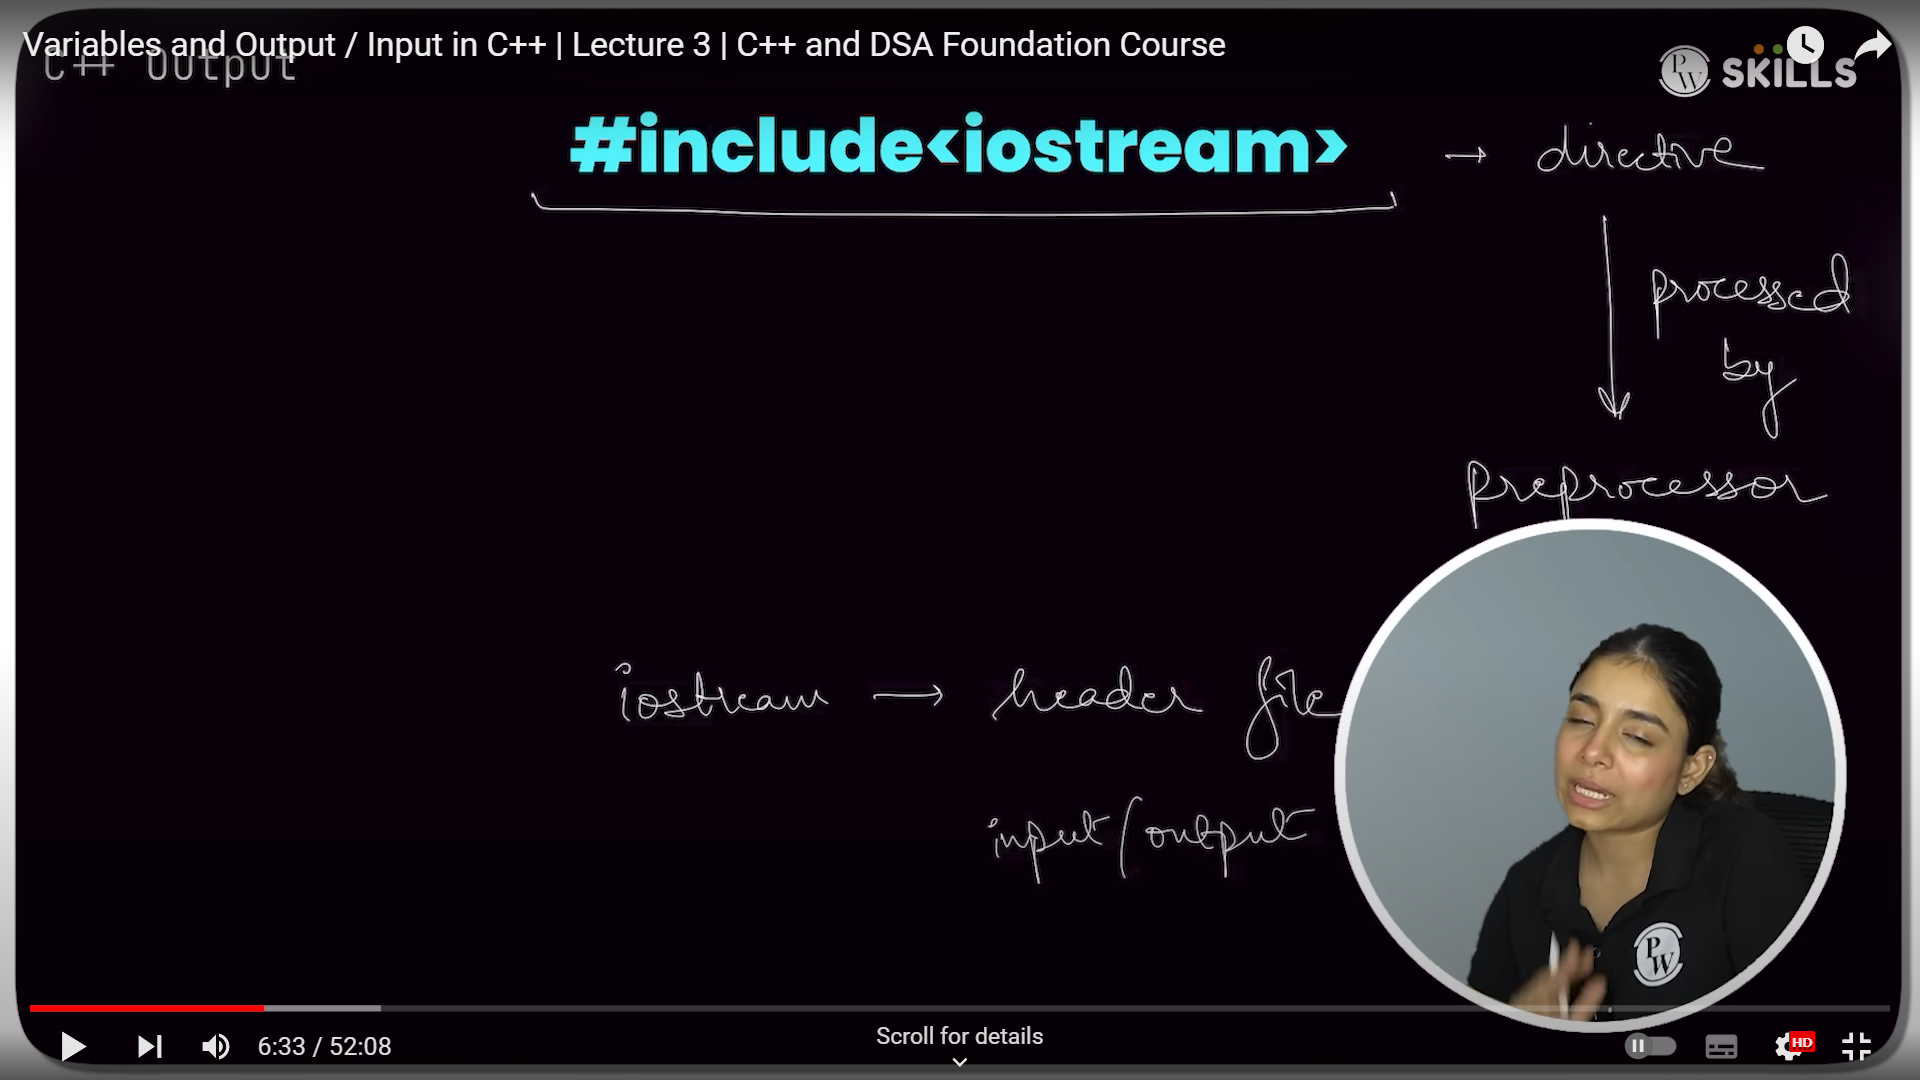 Variables and Output / Input in C++ | Lecture 3 | C++ and DSA Foundation Course
C++ Output
PW SKILLS
#include<iostream> → directive
processed
by
preprocessor
iostream → header file
input/output
PW
6:33 / 52:08
Scroll for details
HD